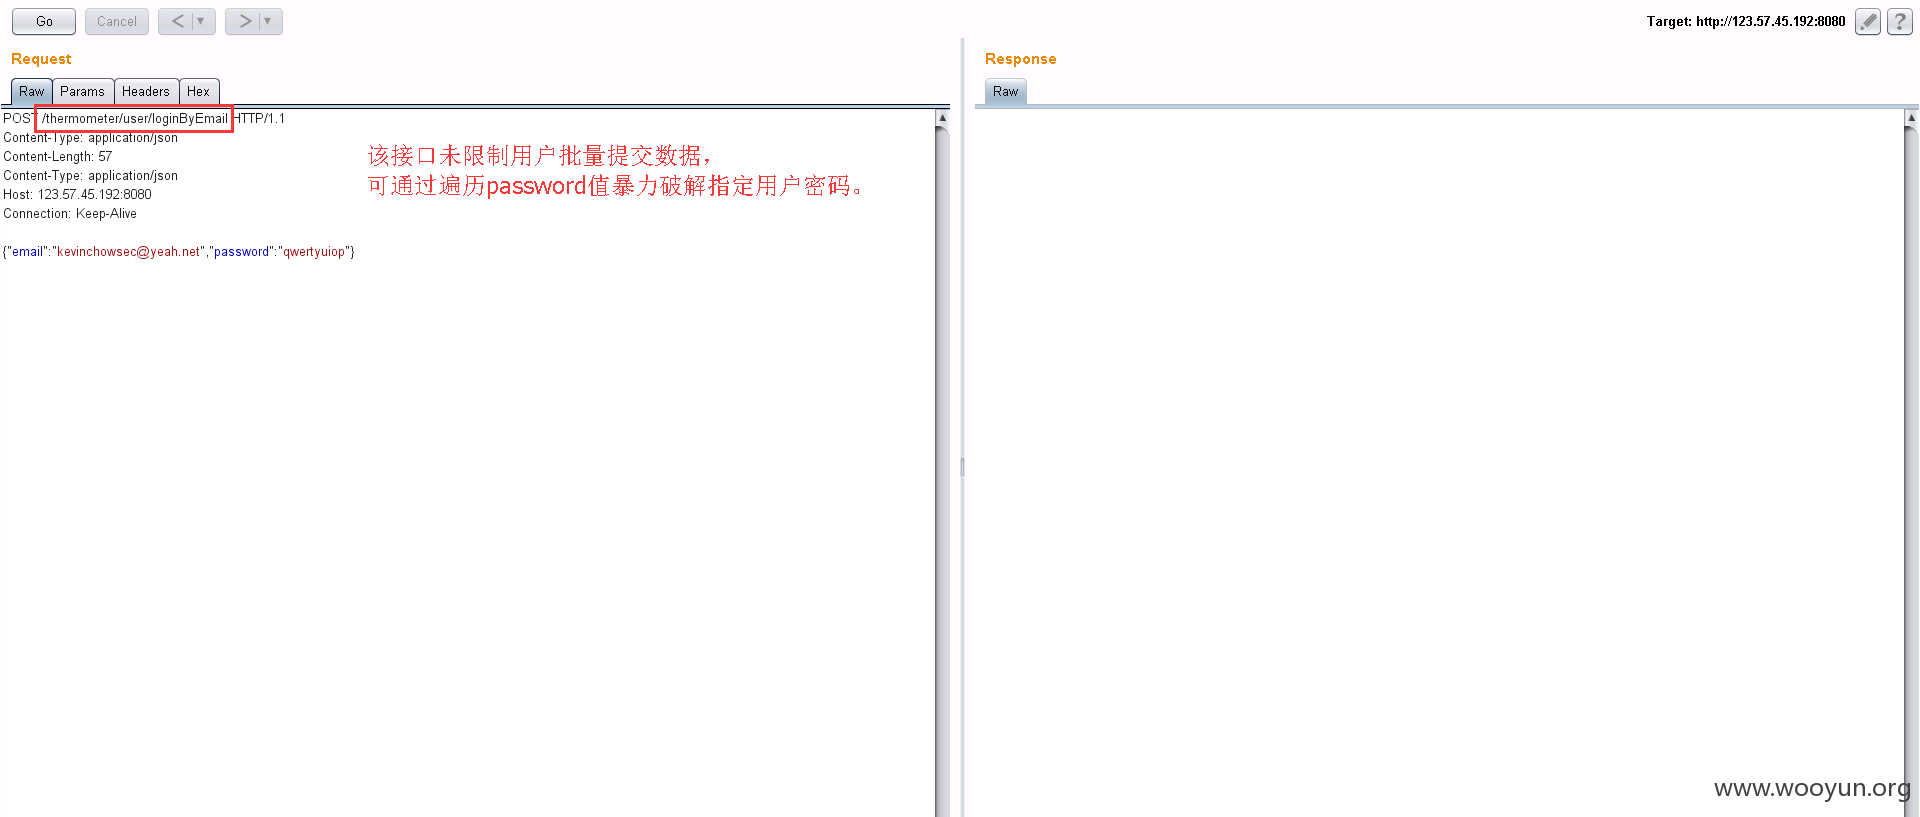 Go
Cancel
<
>
Target: http://123.57.45.192:8080
?
Request
Response
Raw
Params
Headers
Hex
Raw
POST /thermometer/user/loginByEmail HTTP/1.1
Content-Type: application/json
Content-Length: 57
Content-Type: application/json
Host: 123.57.45.192:8080
Connection: Keep-Alive
该接口未限制用户批量提交数据，
可通过遍历password值暴力破解指定用户密码。
{"email":"kevinchowsec@yeah.net","password":"qwertyuiop"}
www.wooyun.org